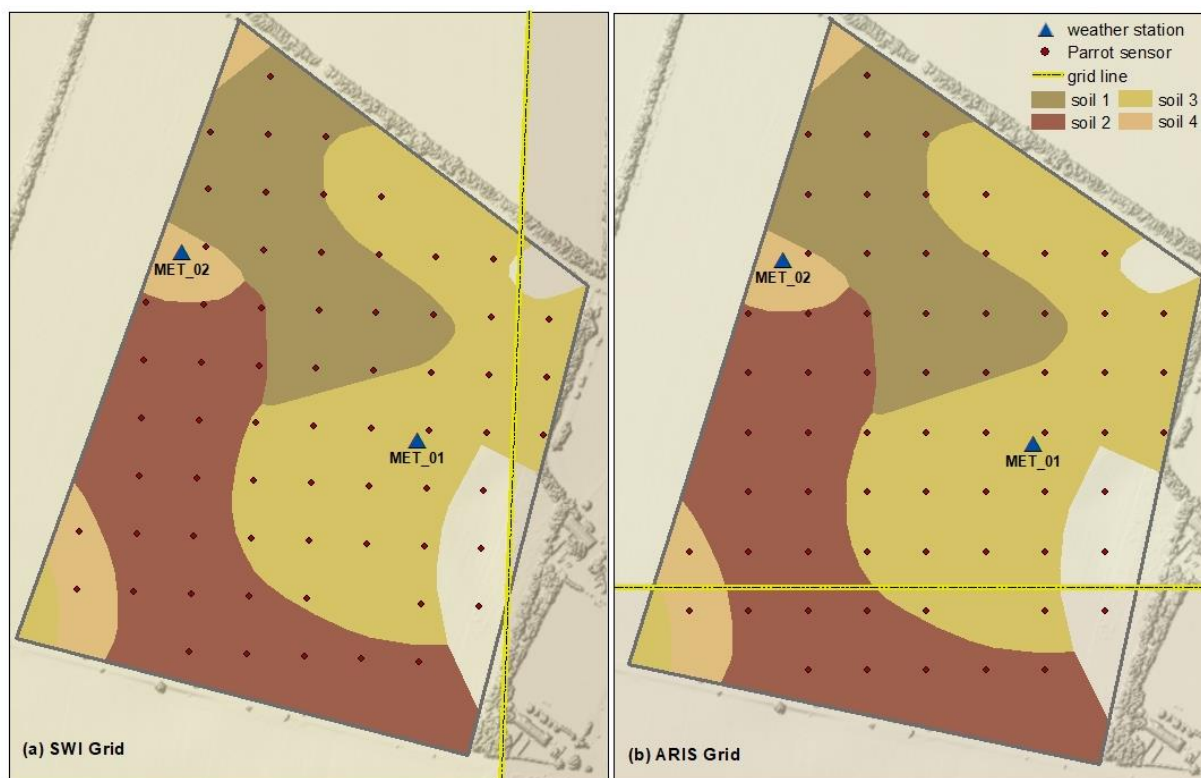 weather station
Parrot sensor
grid line
soil 1 soil 3
soil 2 soil 4
MET_02
MET_01
(a) SWI Grid
MET_02
MET_01
(b) ARIS Grid